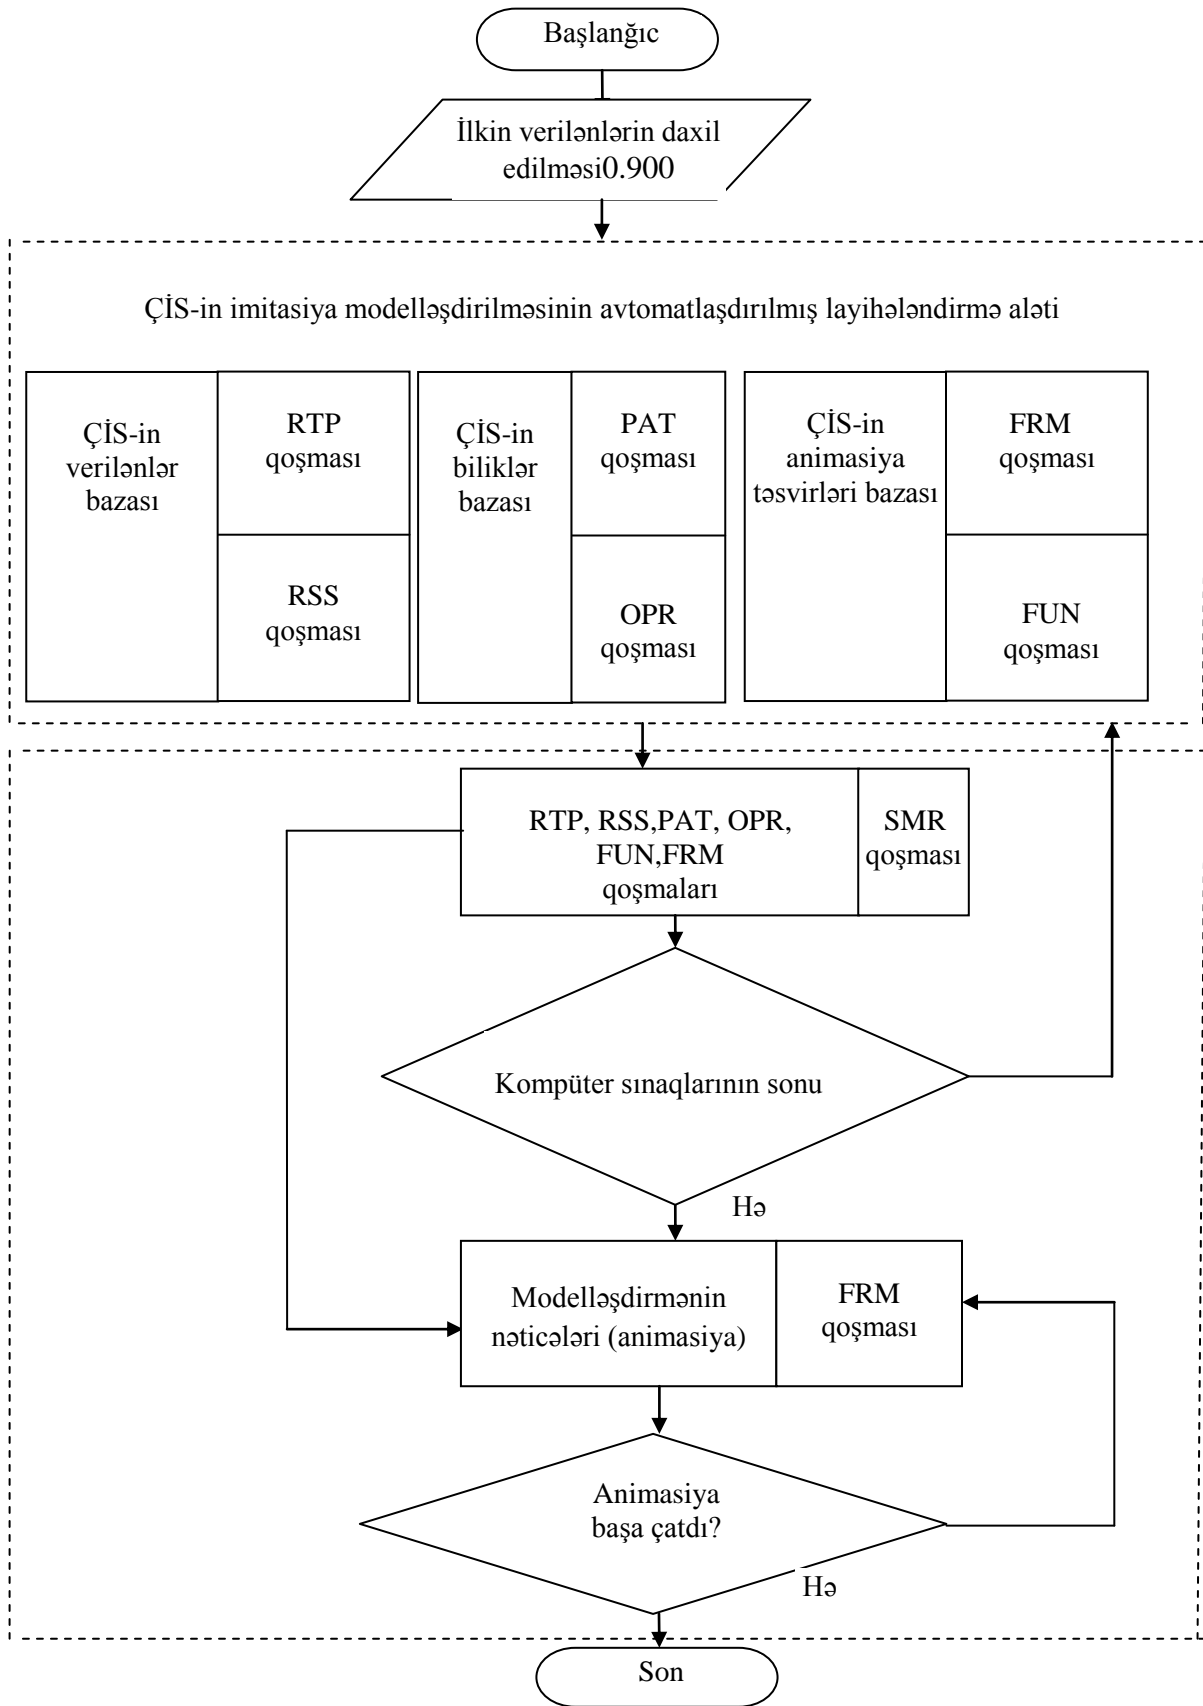 Başlanğıc
İlkin verilənlərin daxil
edilməsi0.900
ÇİS-in imitasiya modelləşdirilməsinin avtomatlaşdırılmış layihələndirmə aləti
ÇİS-in
verilənlər
bazası
RTP
qoşması
RSS
qoşması
ÇİS-in
biliklər
bazası
PAT
qoşması
OPR
qoşması
ÇİS-in
animasiya
təsvirləri bazası
FRM
qoşması
FUN
qoşması
RTP, RSS,PAT, OPR,
FUN,FRM
qoşmaları
SMR
qoşması
Kompüter sınaqlarının sonu
Hə
Modelləşdirmənin
nəticələri (animasiya)
FRM
qoşması
Animasiya
başa çatdı?
Hə
Son